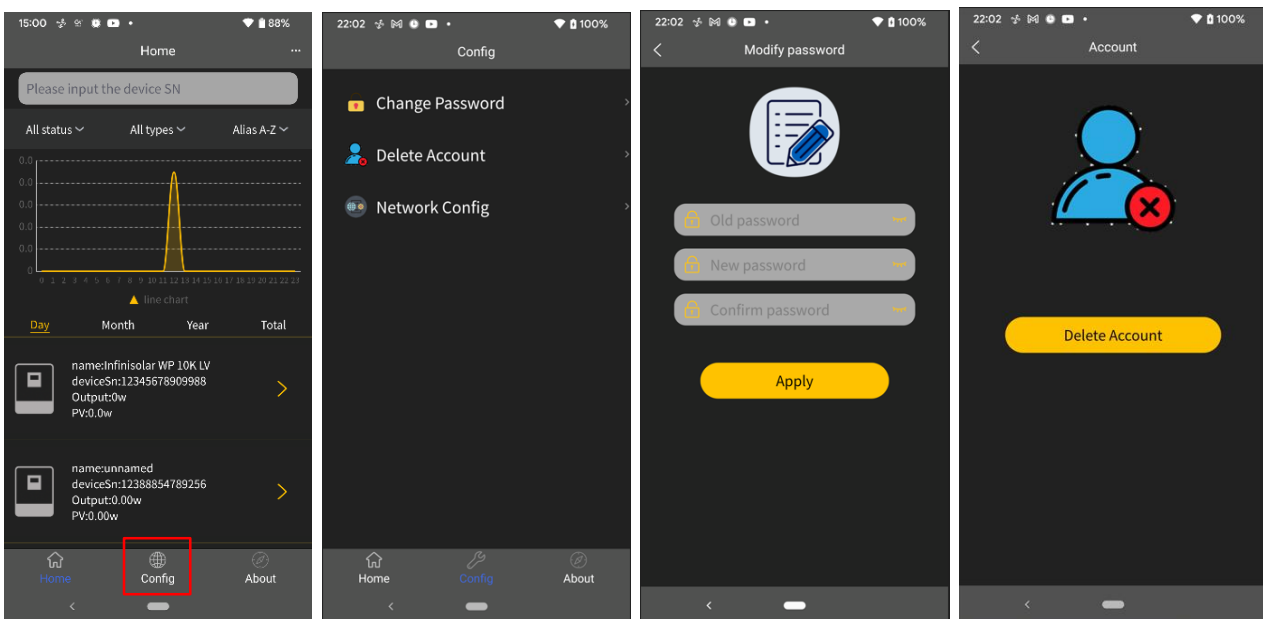 15:00
88%
Home
...
Please input the device SN
All status
All types
Alias A-Z
0.0
0.0
0.0
0.0
0.0
0
0 1 2 3 4 5 6 7 8 9 10 11 12 13 14 15 16 17 18 19 20 21 22 23
line chart
Day Month Year Total
name:Infinisolar WP 10K LV
deviceSn:12345678909988
Output:0w
PV:0.0w
name:unnamed
deviceSn:12388854789256
Output:0.00w
PV:0.00w
Home Config About
22:02
100%
Config
Change Password
Delete Account
Network Config
Home Config About
22:02
100%
Modify password
Old password
New password
Confirm password
Apply
22:02
100%
Account
Delete Account